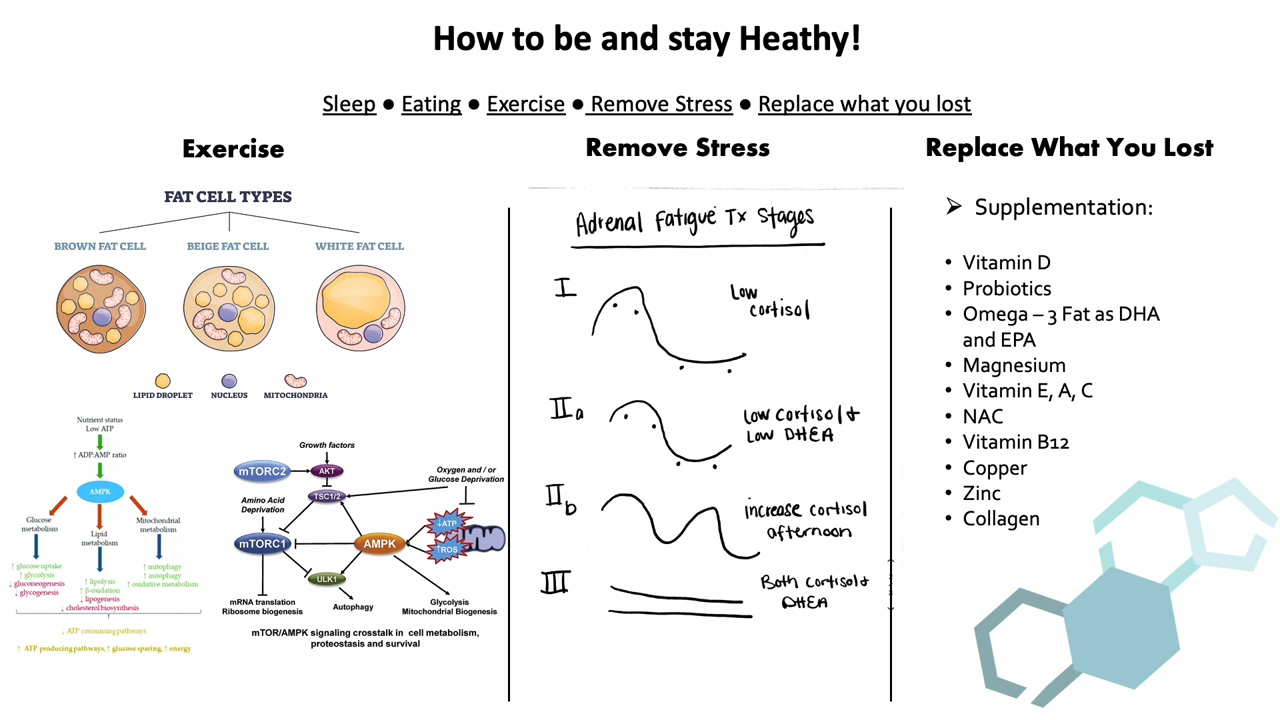 How to be and stay Heathy!
Sleep ● Eating ● Exercise ● Remove Stress ● Replace what you lost
Exercise
FAT CELL TYPES
BROWN FAT CELL
BEIGE FAT CELL
WHITE FAT CELL
LIPID DROPLET
NUCLEUS
MITOCHONDRIA
Nutrient status
Low ATP
↑ ADP:AMP ratio
AMPK
Glucose
metabolism
Lipid
metabolism
Mitochondrial
metabolism
↑ glucose uptake
↑ glycolysis
↓ gluconeogenesis
↓ glycogenesis
↑ lipolysis
↑ β-oxidation
↓ lipogenesis
↓ cholesterol biosynthesis
↑ autophagy
↑ autophagy
↑ oxidative metabolism
↓ ATP consuming pathways
↑ ATP producing pathways, ↑ glucose sparing, ↑ energy
Growth factors
mTORC2
AKT
Oxygen and / or
Glucose Deprivation
TSC1/2
Amino Acid
Deprivation
↓ATP
↑ROS
mTORC1
AMPK
ULK1
mRNA translation
Ribosome biogenesis
Autophagy
Glycolysis
Mitochondrial Biogenesis
mTOR/AMPK signaling crosstalk in cell metabolism,
proteostasis and survival
Remove Stress
Adrenal Fatigue Tx Stages
I
Low
cortisol
IIa
Low cortisol +
Low DHEA
IIb
increase cortisol
afternoon
III
Both cortisol +
DHEA
Replace What You Lost
➢ Supplementation:
• Vitamin D
• Probiotics
• Omega – 3 Fat as DHA
and EPA
• Magnesium
• Vitamin E, A, C
• NAC
• Vitamin B12
• Copper
• Zinc
• Collagen